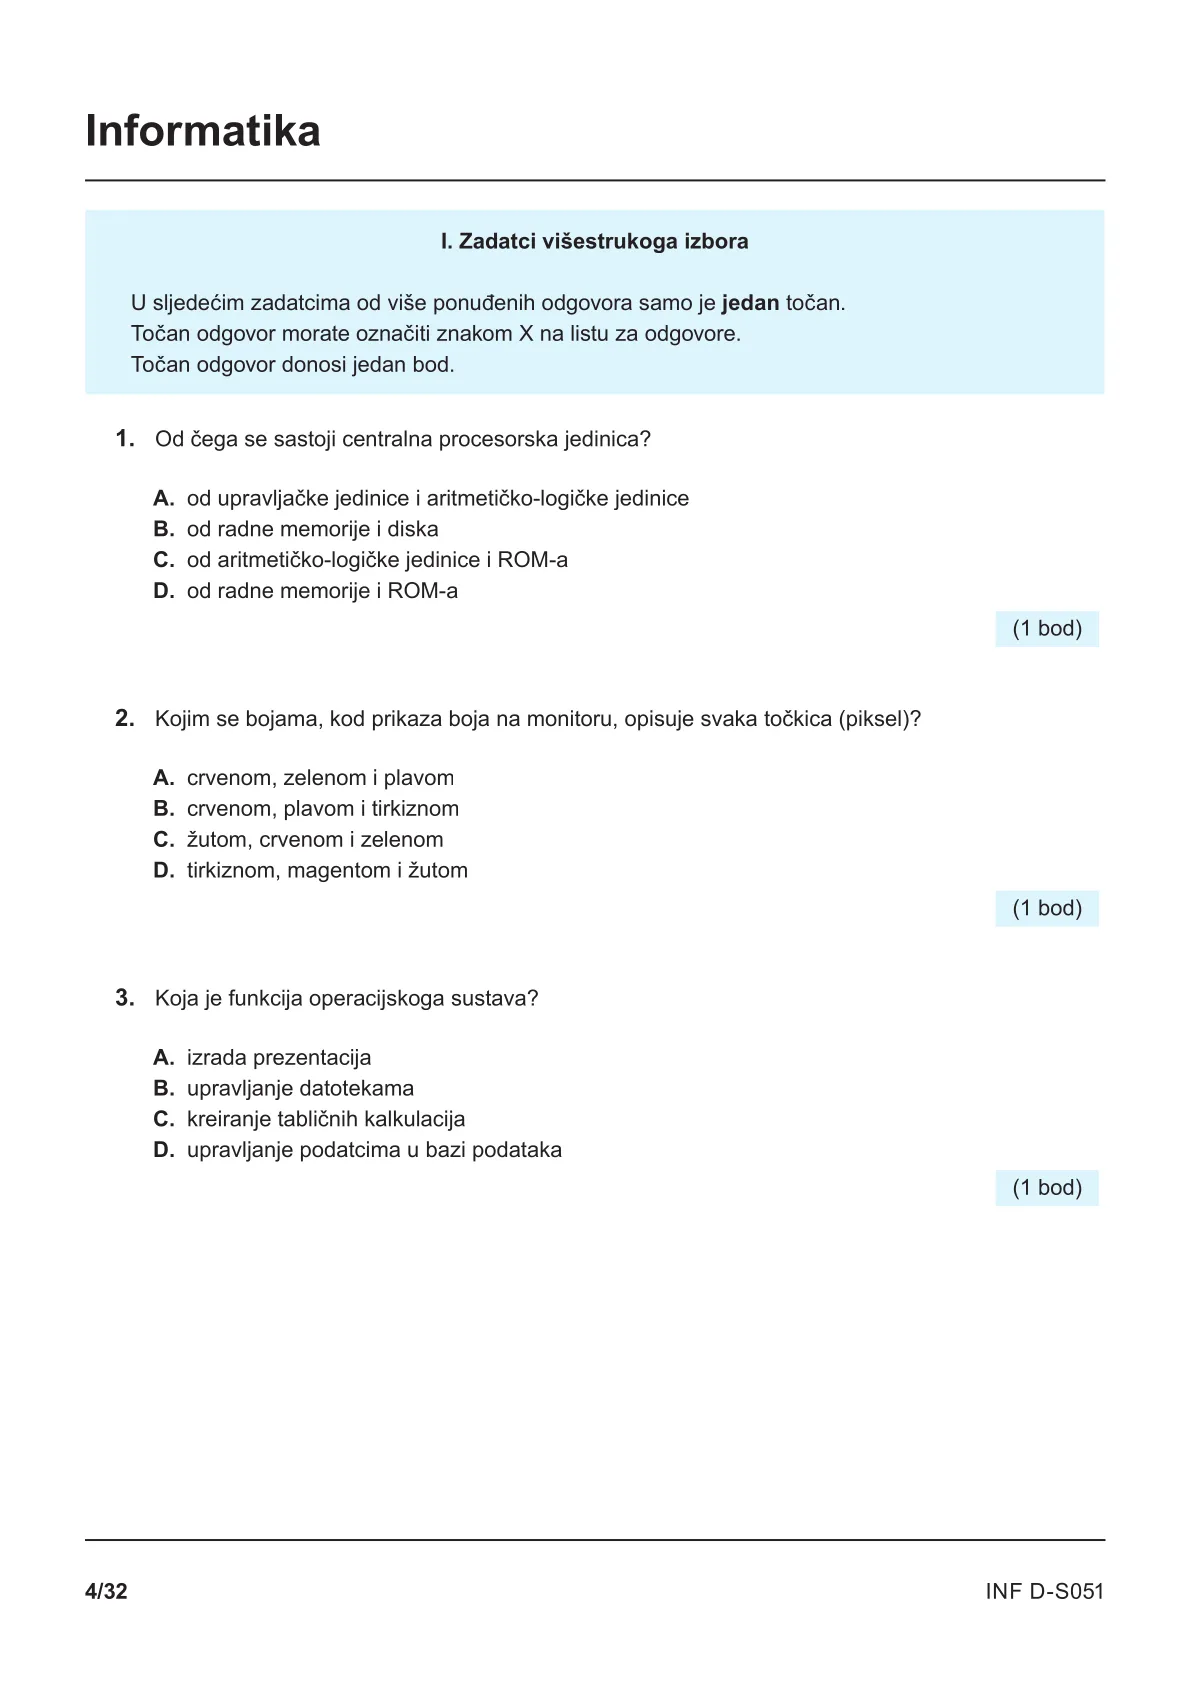 Informatika
I. Zadatci višestrukoga izbora
U sljedećim zadatcima od više ponuđenih odgovora samo je jedan točan.
Točan odgovor morate označiti znakom X na listu za odgovore.
Točan odgovor donosi jedan bod.
1. Od čega se sastoji centralna procesorska jedinica?
A. od upravljačke jedinice i aritmetičko-logičke jedinice
B. od radne memorije i diska
C. od aritmetičko-logičke jedinice i ROM-a
D. od radne memorije i ROM-a
(1 bod)
2. Kojim se bojama, kod prikaza boja na monitoru, opisuje svaka točkica (piksel)?
A. crvenom, zelenom i plavom
B. crvenom, plavom i tirkiznom
C. žutom, crvenom i zelenom
D. tirkiznom, magentom i žutom
(1 bod)
3. Koja je funkcija operacijskoga sustava?
A. izrada prezentacija
B. upravljanje datotekama
C. kreiranje tabličnih kalkulacija
D. upravljanje podatcima u bazi podataka
(1 bod)
4/32
INF D-S051